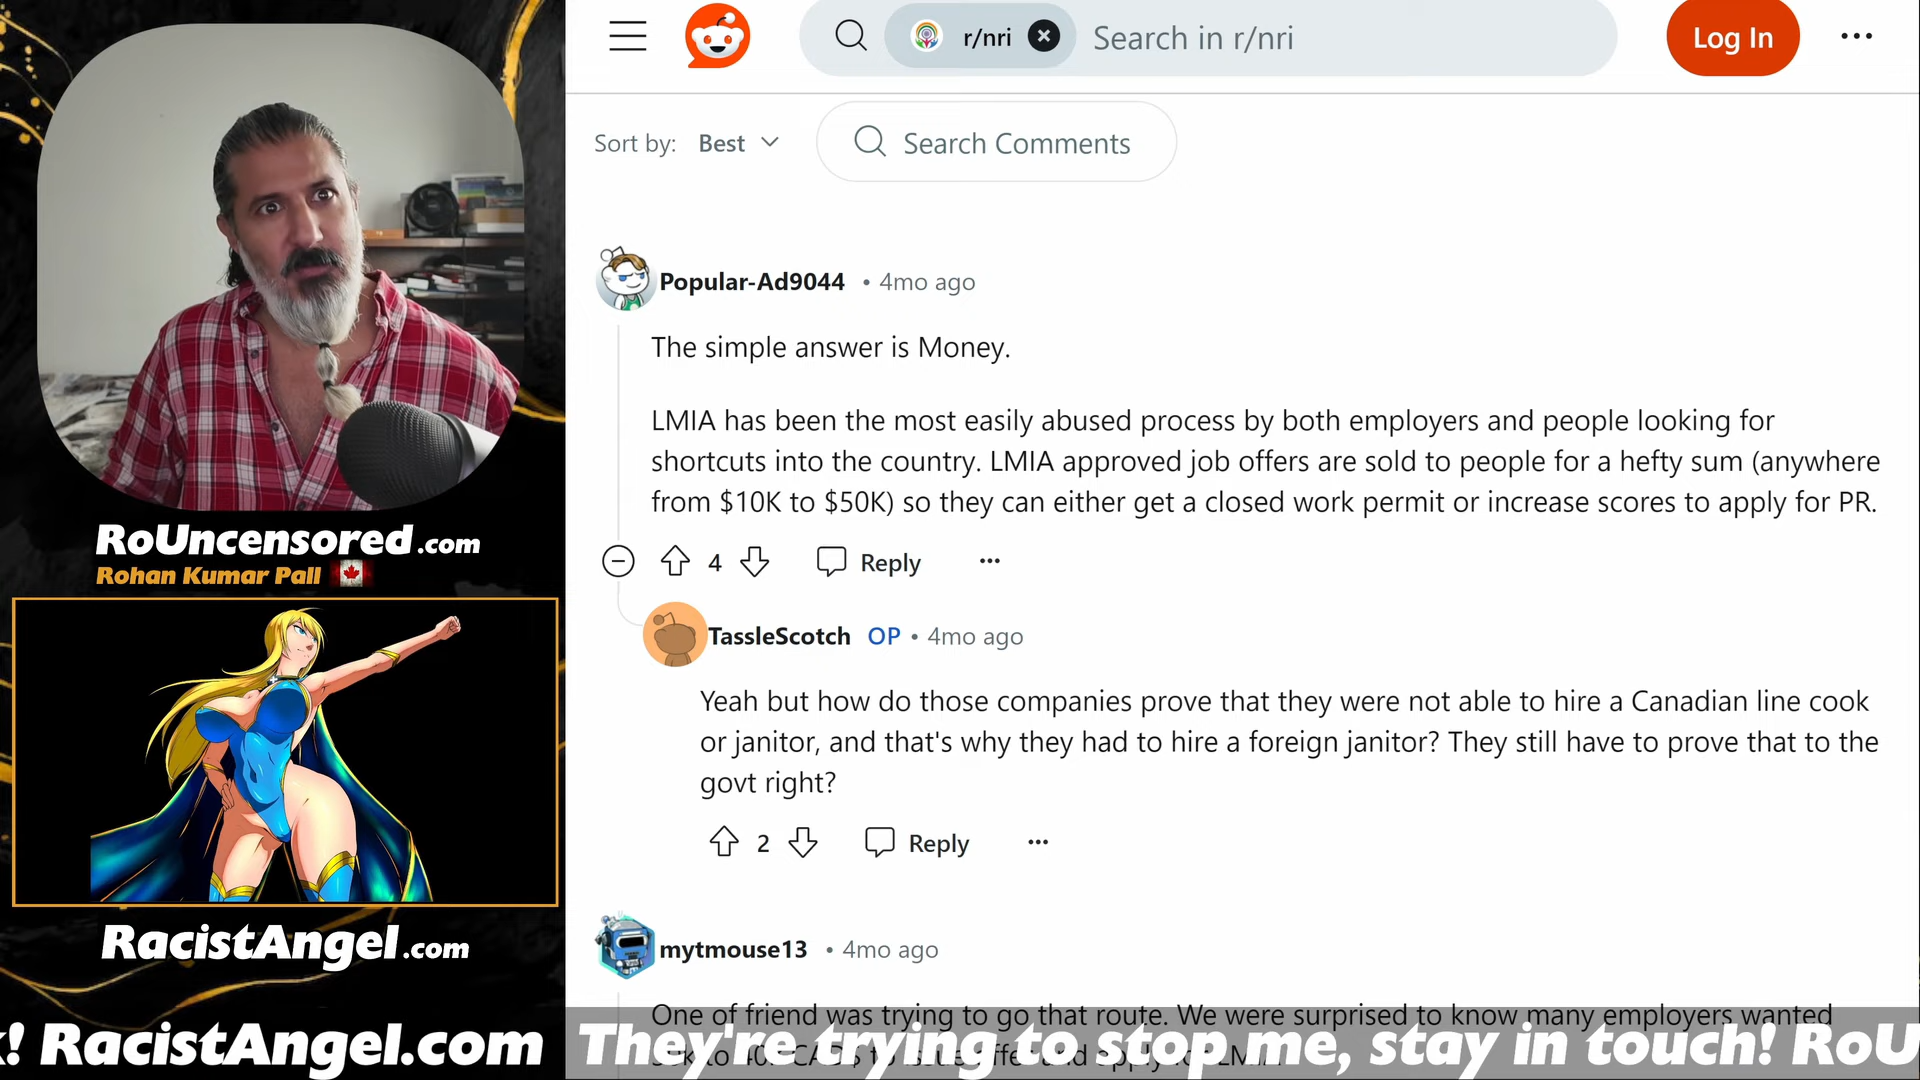 r/nri
Search in r/nri
Log In
Sort by: Best
Search Comments
Popular-Ad9044 • 4mo ago
The simple answer is Money.
LMIA has been the most easily abused process by both employers and people looking for
shortcuts into the country. LMIA approved job offers are sold to people for a hefty sum (anywhere
from $10K to $50K) so they can either get a closed work permit or increase scores to apply for PR.
4 Reply
TassleScotch OP • 4mo ago
Yeah but how do those companies prove that they were not able to hire a Canadian line cook
or janitor, and that's why they had to hire a foreign janitor? They still have to prove that to the
govt right?
2 Reply
mytmouse13 • 4mo ago
One of friend was trying to go that route. We were surprised to know many employers wanted
RoUncensored.com
Rohan Kumar Pall
RacistAngel.com
! RacistAngel.com They're trying to stop me, stay in touch! RoU